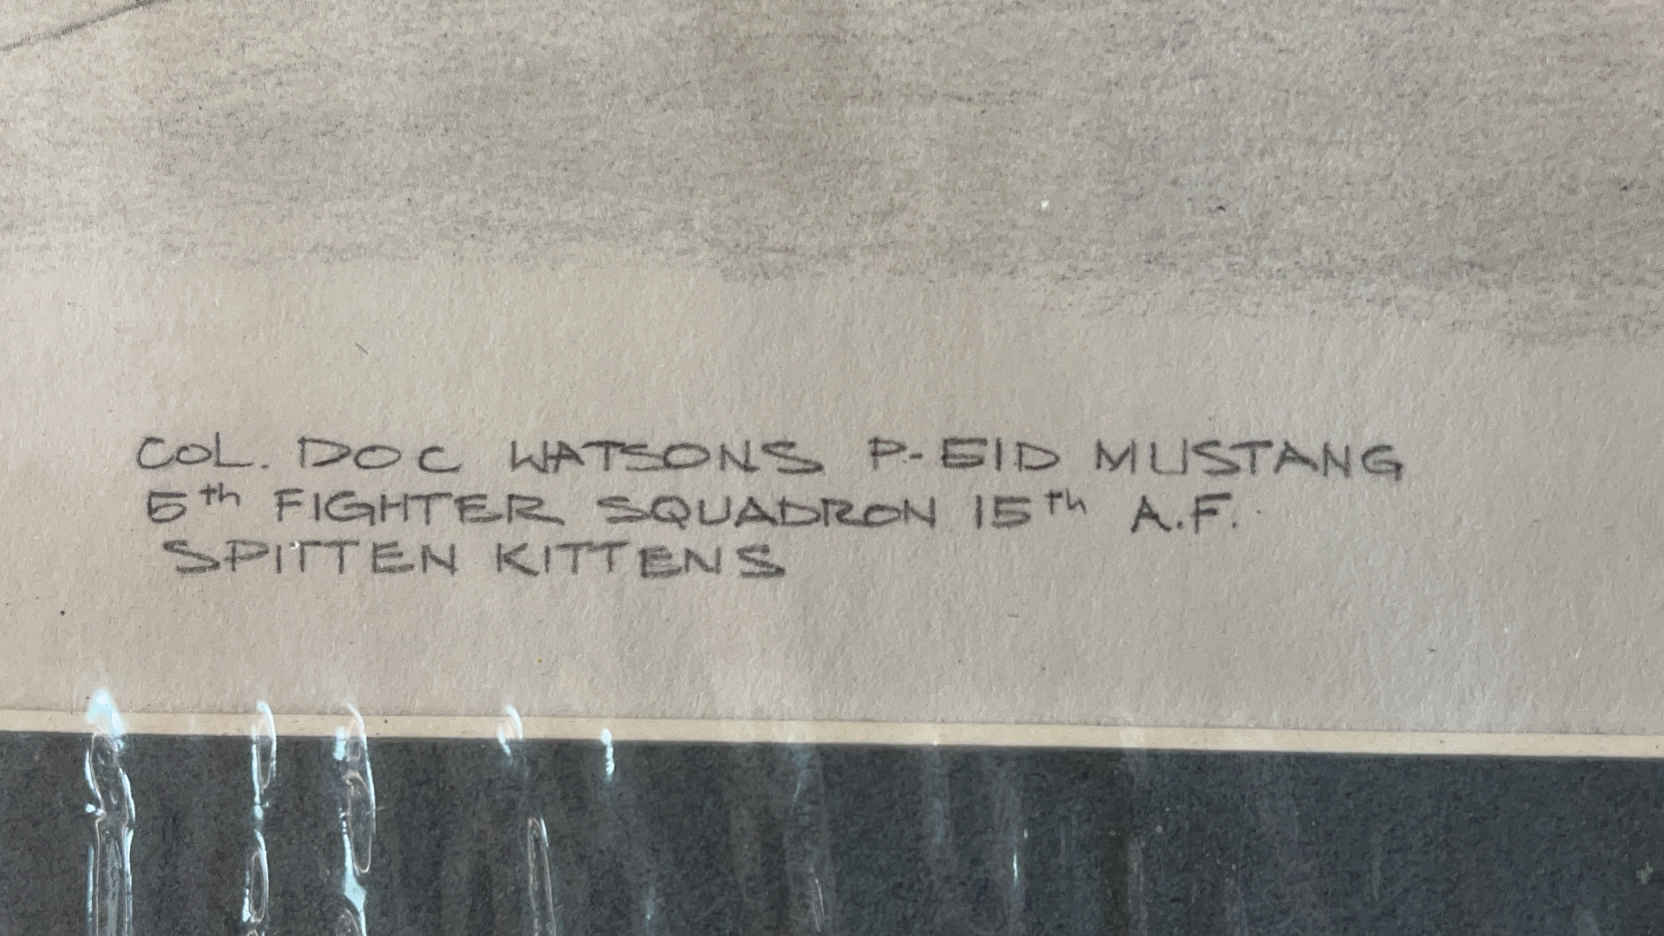 COL. DOC WATSONS P-51D MUSTANG
5th FIGHTER SQUADRON 15th A.F.
SPITTEN KITTENS